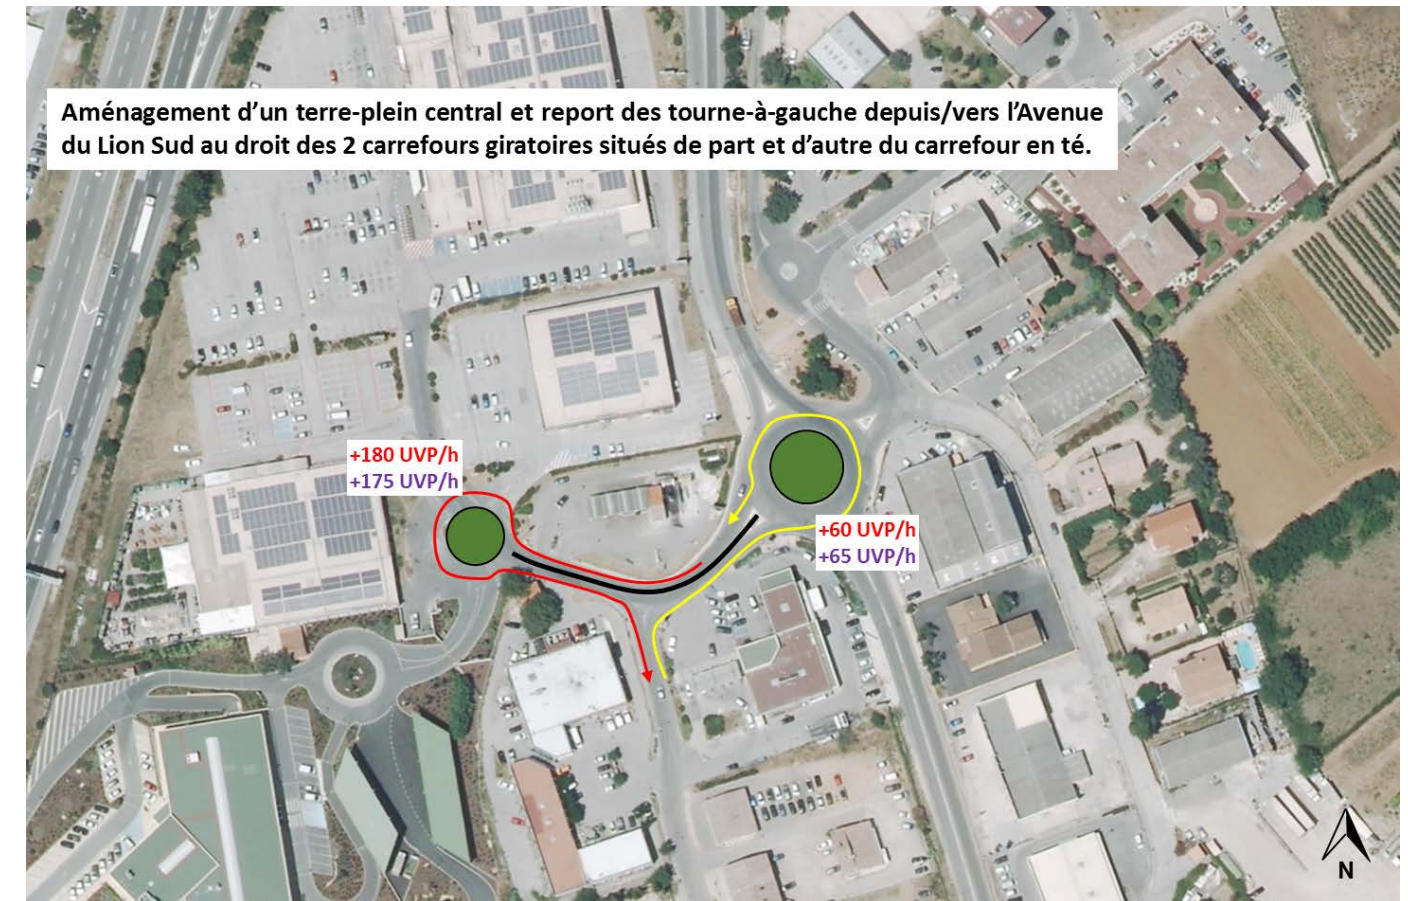 Aménagement d’un terre-plein central et report des tourne-à-gauche depuis/vers l’Avenue
du Lion Sud au droit des 2 carrefours giratoires situés de part et d’autre du carrefour en té.
+180 UVP/h
+175 UVP/h
+60 UVP/h
+65 UVP/h
N